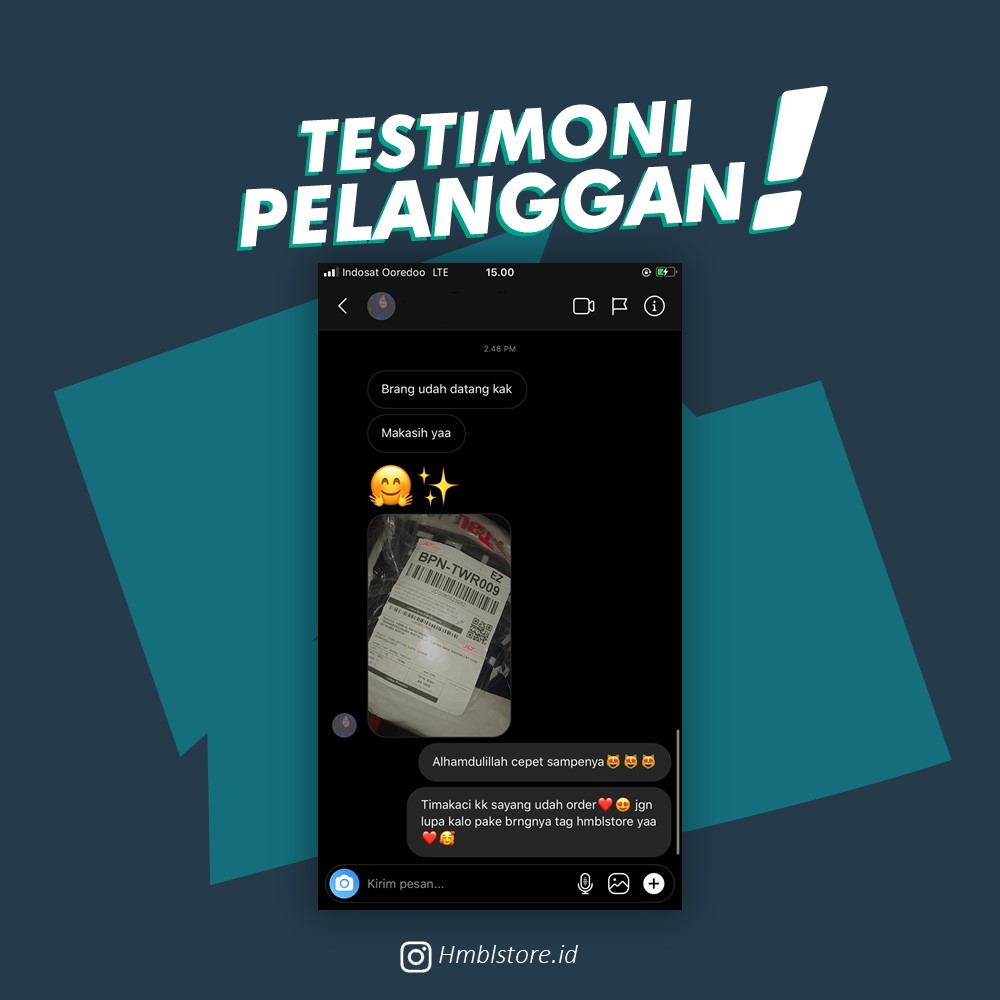 TESTIMONI
PELANGGAN!
Indosat Ooredoo LTE 15.00
2.48 PM
Brang udah datang kak
Makasih yaa
🤗✨
EZ
BPN-TWR009
J&T
Alhamdulillah cepet sampenya😻😻😻
Timakaci kk sayang udah order❤️😍 jgn
lupa kalo pake brngnya tag hmblstore yaa
❤️🥰
Kirim pesan...
Hmblstore.id